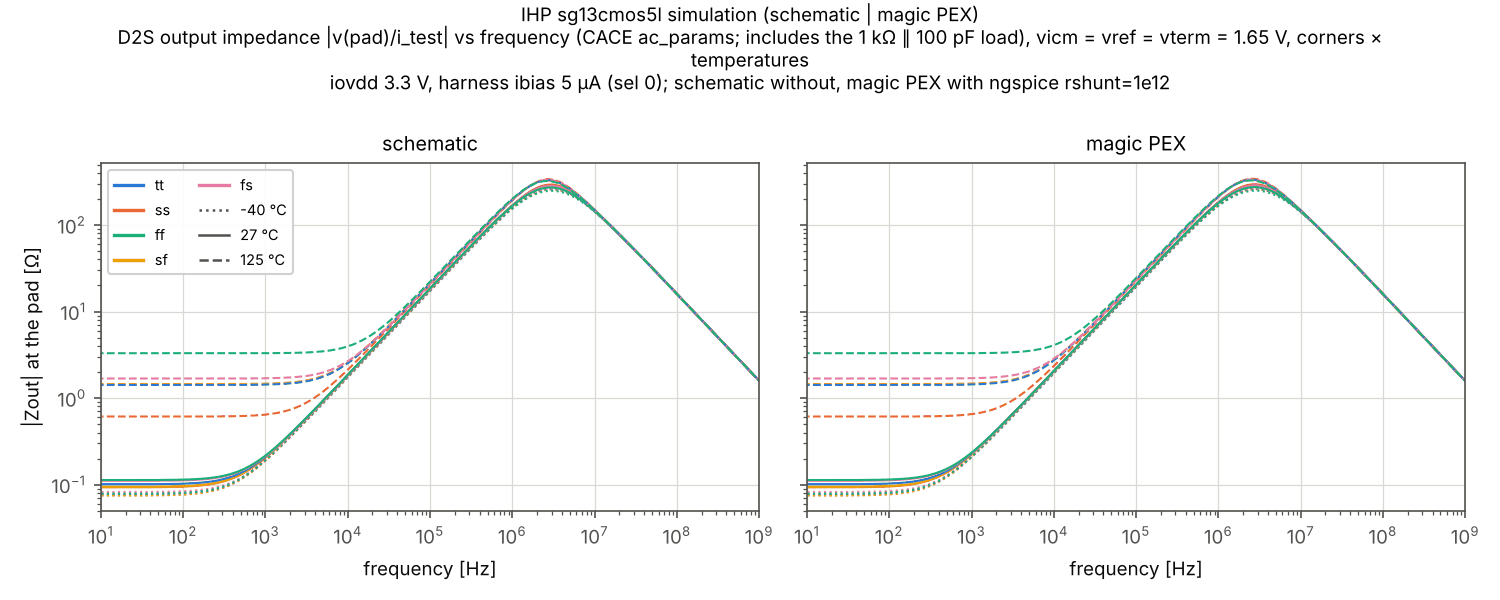 IHP sg13cmos5l simulation (schematic | magic PEX)
D2S output impedance |v(pad)/i_test| vs frequency (CACE ac_params; includes the 1 kΩ ∥ 100 pF load), vicm = vref = vterm = 1.65 V, corners ×
temperatures
iovdd 3.3 V, harness ibias 5 µA (sel 0); schematic without, magic PEX with ngspice rshunt=1e12
schematic
magic PEX
tt
ss
ff
sf
fs
-40 °C
27 °C
125 °C
|Zout| at the pad [Ω]
10²
10¹
10⁰
10⁻¹
10¹ 10² 10³ 10⁴ 10⁵ 10⁶ 10⁷ 10⁸ 10⁹
10¹ 10² 10³ 10⁴ 10⁵ 10⁶ 10⁷ 10⁸ 10⁹
frequency [Hz]
frequency [Hz]